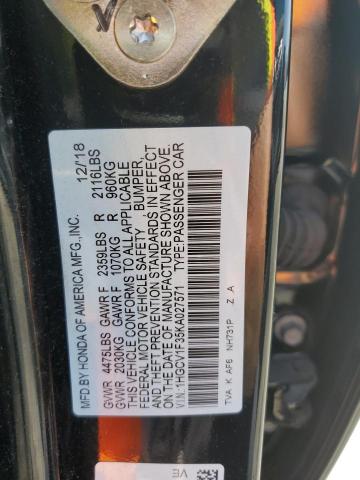 MFD. BY HONDA OF AMERICA MFG., INC. 12/18
GVWR 4475LBS GAWR F 2359LBS R 2116LBS
GVWR 2030KG GAWR F 1070KG R 960KG
THIS VEHICLE CONFORMS TO ALL APPLICABLE
FEDERAL MOTOR VEHICLE SAFETY, BUMPER,
AND THEFT PREVENTION STANDARDS IN EFFECT
ON THE DATE OF MANUFACTURE SHOWN ABOVE.
V.I.N.:1HGCV1F35KA027571 TYPE:PASSENGER CAR
TVA K AF6 NH731P Z A
VE